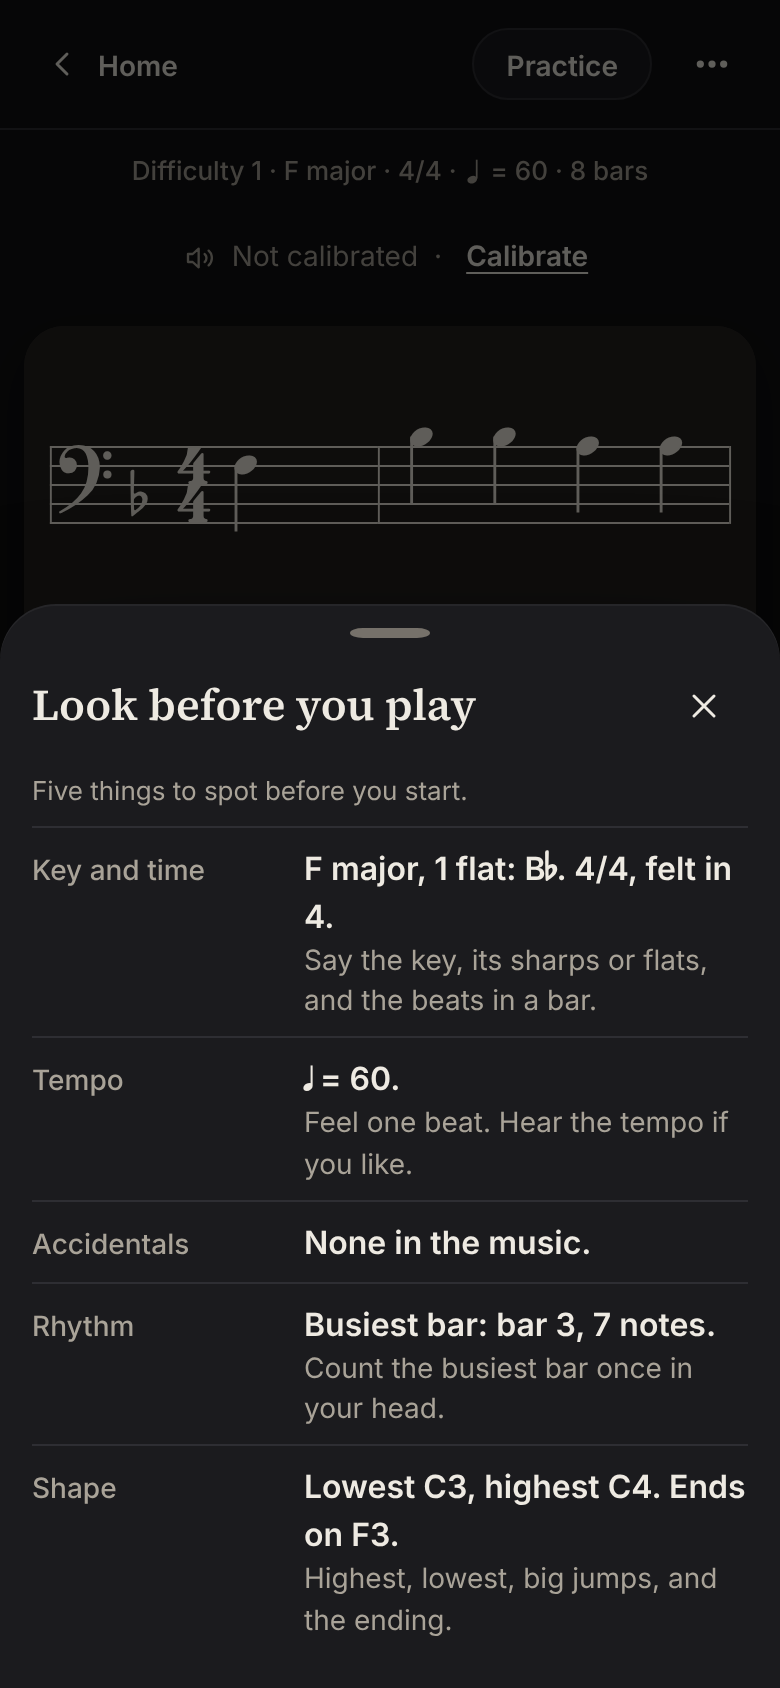 Home
Practice
Difficulty 1 · F major · 4/4 · ♩ = 60 · 8 bars
Not calibrated · Calibrate
4
4
Look before you play
Five things to spot before you start.
Key and time
F major, 1 flat: B♭. 4/4, felt in
4.
Say the key, its sharps or flats,
and the beats in a bar.
Tempo
♩ = 60.
Feel one beat. Hear the tempo if
you like.
Accidentals
None in the music.
Rhythm
Busiest bar: bar 3, 7 notes.
Count the busiest bar once in
your head.
Shape
Lowest C3, highest C4. Ends
on F3.
Highest, lowest, big jumps, and
the ending.